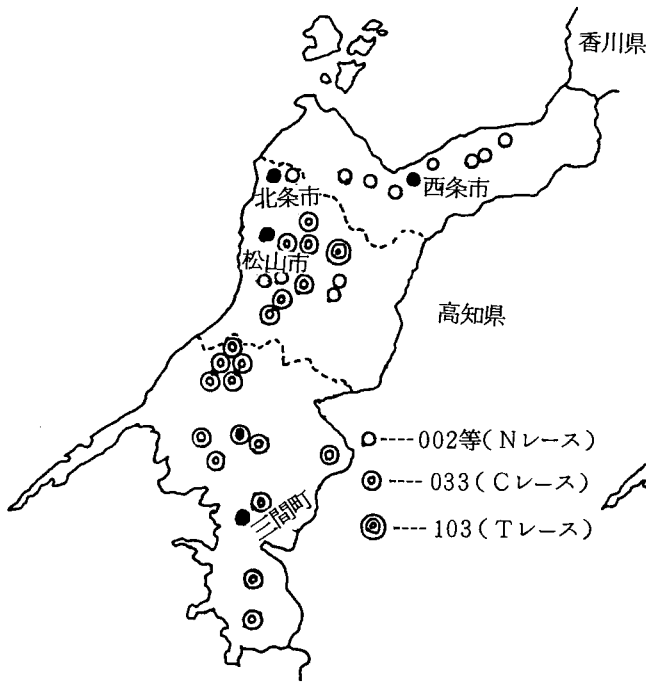 香川県
北条市
西条市
松山市
高知県
002等(Nレース)
033(Cレース)
三間町
103(Tレース)